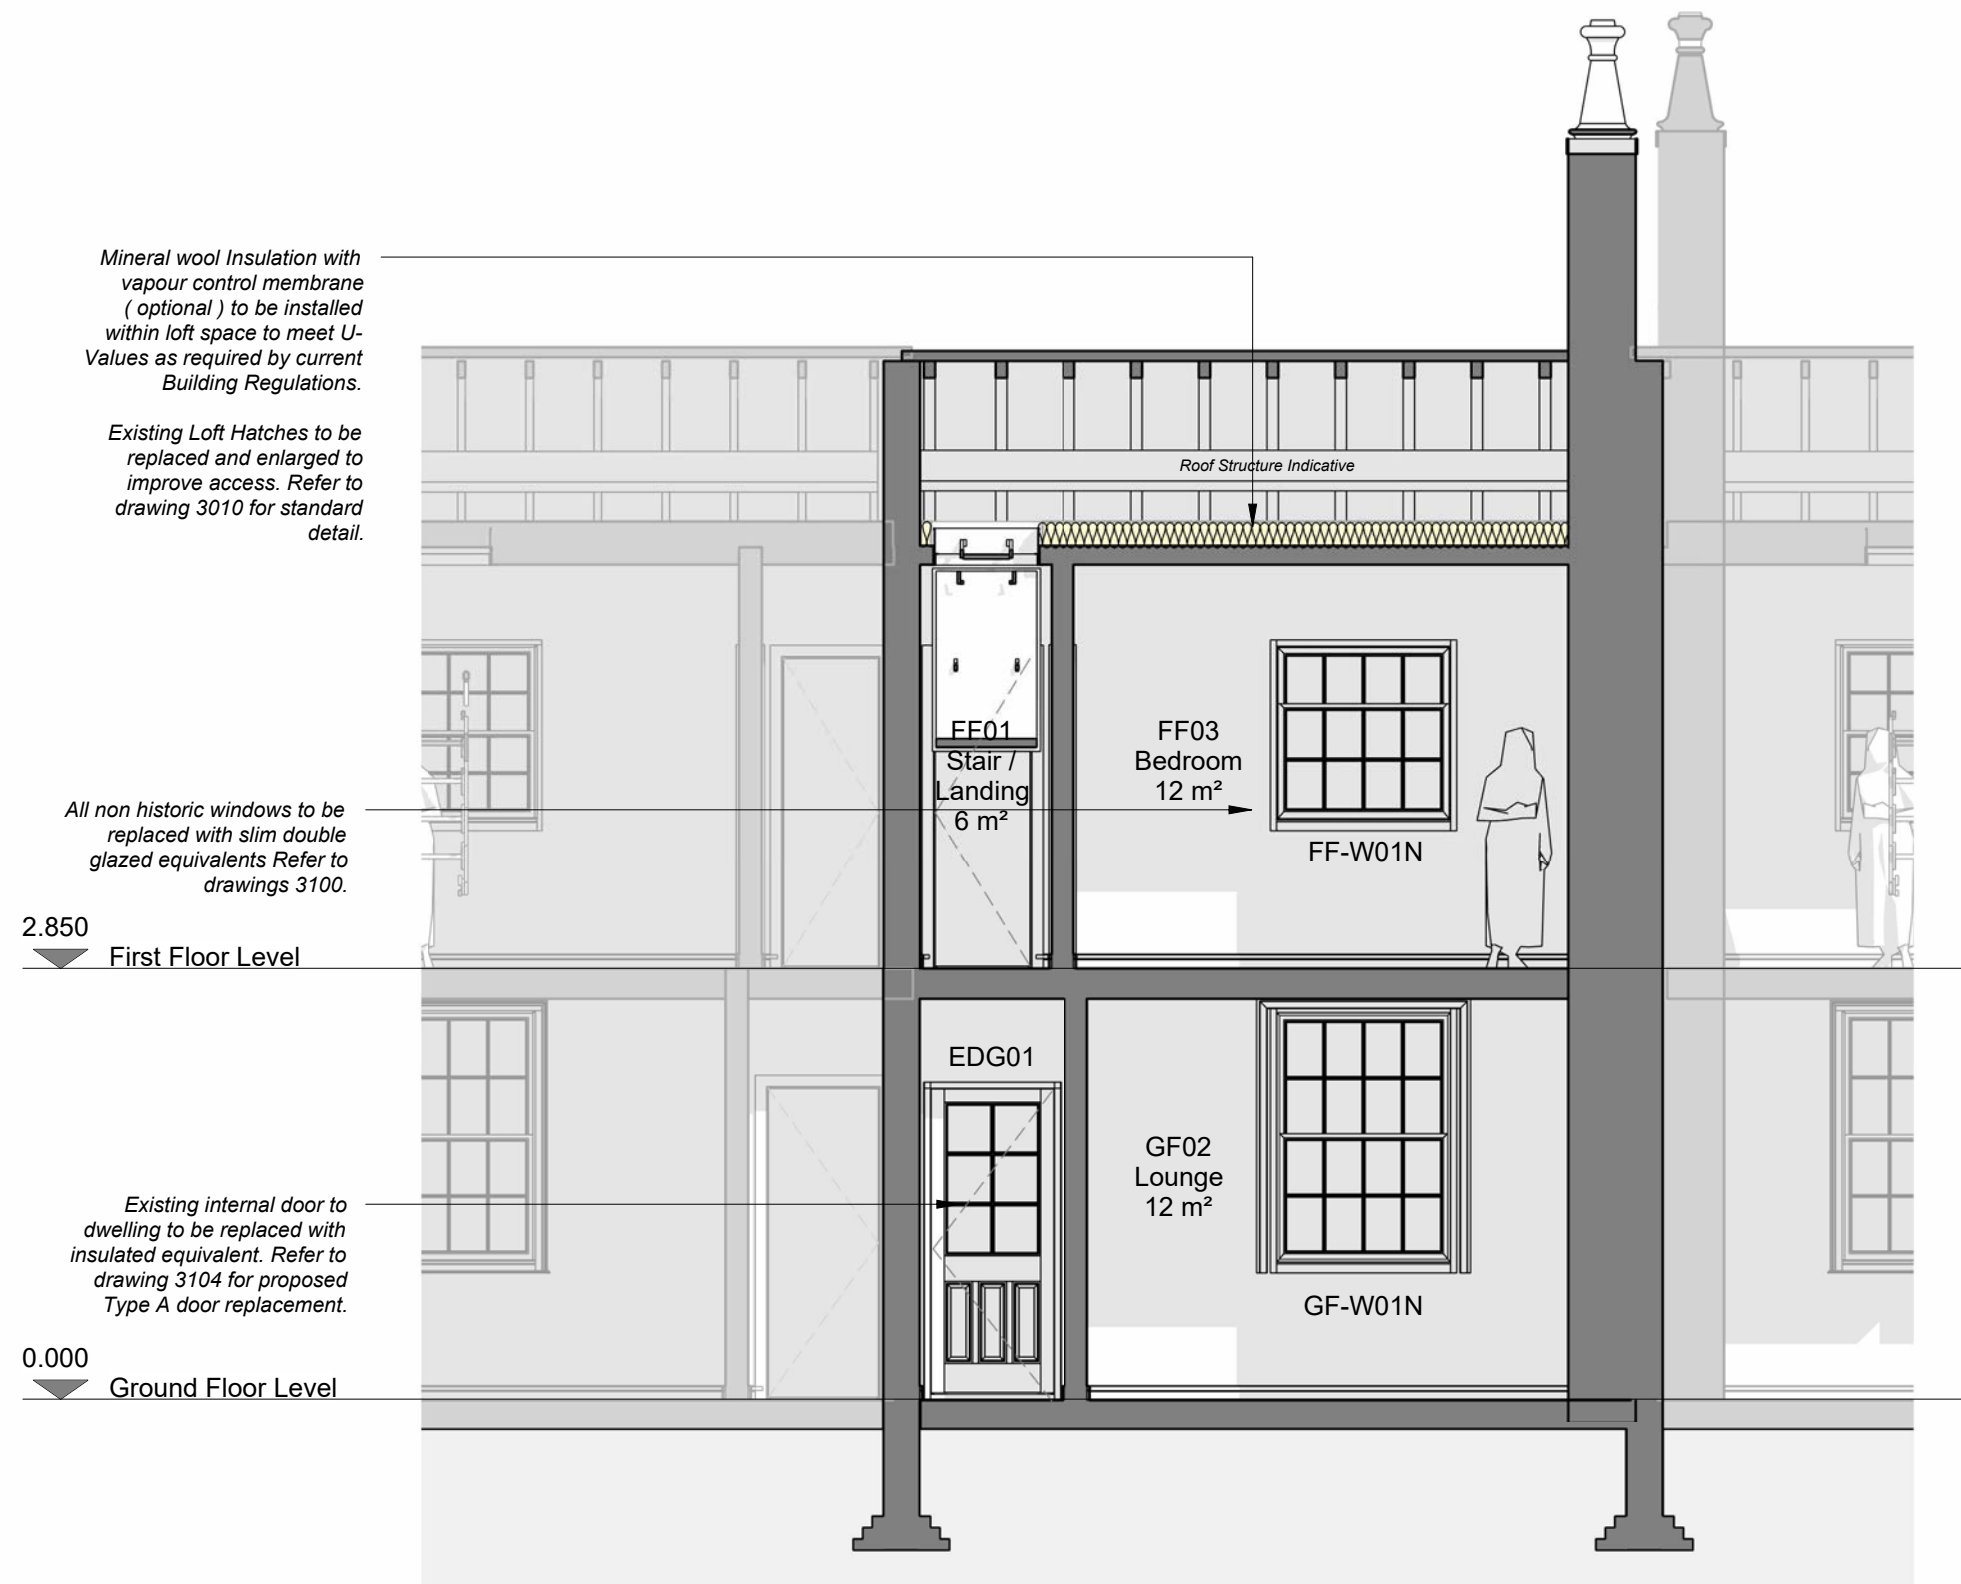 Mineral wool Insulation with
vapour control membrane
( optional ) to be installed
within loft space to meet U-
Values as required by current
Building Regulations.
Existing Loft Hatches to be
replaced and enlarged to
improve access. Refer to
drawing 3010 for standard
detail.
Roof Structure Indicative
FF01
Stair /
Landing
6 m²
FF03
Bedroom
12 m²
FF-W01N
All non historic windows to be
replaced with slim double
glazed equivalents Refer to
drawings 3100.
2.850
First Floor Level
EDG01
GF02
Lounge
12 m²
GF-W01N
Existing internal door to
dwelling to be replaced with
insulated equivalent. Refer to
drawing 3104 for proposed
Type A door replacement.
0.000
Ground Floor Level